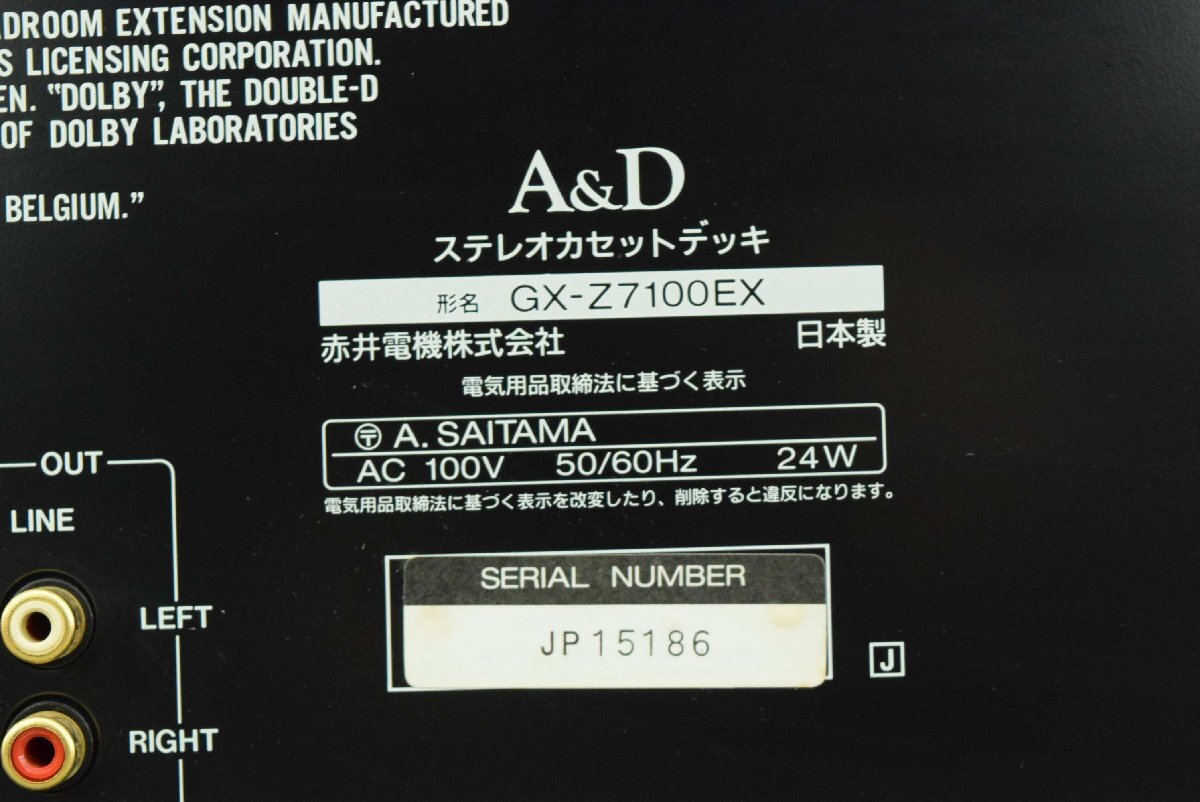 ADROOM EXTENSION MANUFACTURED
S LICENSING CORPORATION.
EN. "DOLBY", THE DOUBLE-D
OF DOLBY LABORATORIES
BELGIUM."
A&D
ステレオカセットデッキ
形名 GX-Z7100EX
赤井電機株式会社 日本製
電気用品取締法に基づく表示
〶 A. SAITAMA
AC 100V 50/60Hz 24W
電気用品取締法に基づく表示を改変したり、削除すると違反になります。
OUT
LINE
LEFT
RIGHT
SERIAL NUMBER
JP15186
J